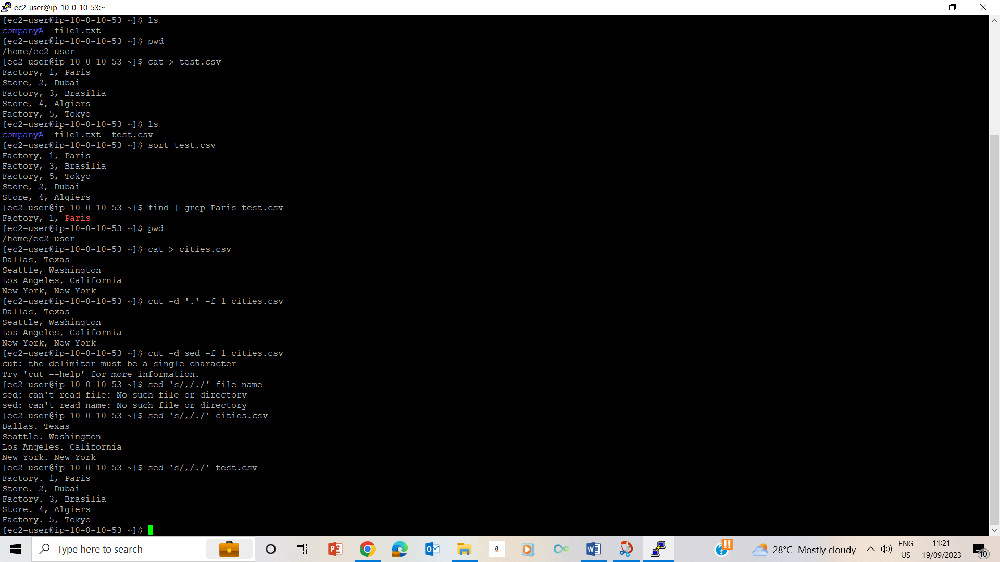 ec2-user@ip-10-0-10-53:~
[ec2-user@ip-10-0-10-53 ~]$ ls
companyA  file1.txt
[ec2-user@ip-10-0-10-53 ~]$ pwd
/home/ec2-user
[ec2-user@ip-10-0-10-53 ~]$ cat > test.csv
Factory, 1, Paris
Store, 2, Dubai
Factory, 3, Brasilia
Store, 4, Algiers
Factory, 5, Tokyo
[ec2-user@ip-10-0-10-53 ~]$ ls
companyA  file1.txt  test.csv
[ec2-user@ip-10-0-10-53 ~]$ sort test.csv
Factory, 1, Paris
Factory, 3, Brasilia
Factory, 5, Tokyo
Store, 2, Dubai
Store, 4, Algiers
[ec2-user@ip-10-0-10-53 ~]$ find | grep Paris test.csv
Factory, 1, Paris
[ec2-user@ip-10-0-10-53 ~]$ pwd
/home/ec2-user
[ec2-user@ip-10-0-10-53 ~]$ cat > cities.csv
Dallas, Texas
Seattle, Washington
Los Angeles, California
New York, New York
[ec2-user@ip-10-0-10-53 ~]$ cut -d '.' -f 1 cities.csv
Dallas, Texas
Seattle, Washington
Los Angeles, California
New York, New York
[ec2-user@ip-10-0-10-53 ~]$ cut -d sed -f 1 cities.csv
cut: the delimiter must be a single character
Try 'cut --help' for more information.
[ec2-user@ip-10-0-10-53 ~]$ sed 's/,/./' file name
sed: can't read file: No such file or directory
sed: can't read name: No such file or directory
[ec2-user@ip-10-0-10-53 ~]$ sed 's/,/./' cities.csv
Dallas. Texas
Seattle. Washington
Los Angeles. California
New York. New York
[ec2-user@ip-10-0-10-53 ~]$ sed 's/,/./' test.csv
Factory. 1, Paris
Store. 2, Dubai
Factory. 3, Brasilia
Store. 4, Algiers
Factory. 5, Tokyo
[ec2-user@ip-10-0-10-53 ~]$
Type here to search
a
28°C  Mostly cloudy
ENG
US
11:21
19/09/2023
10